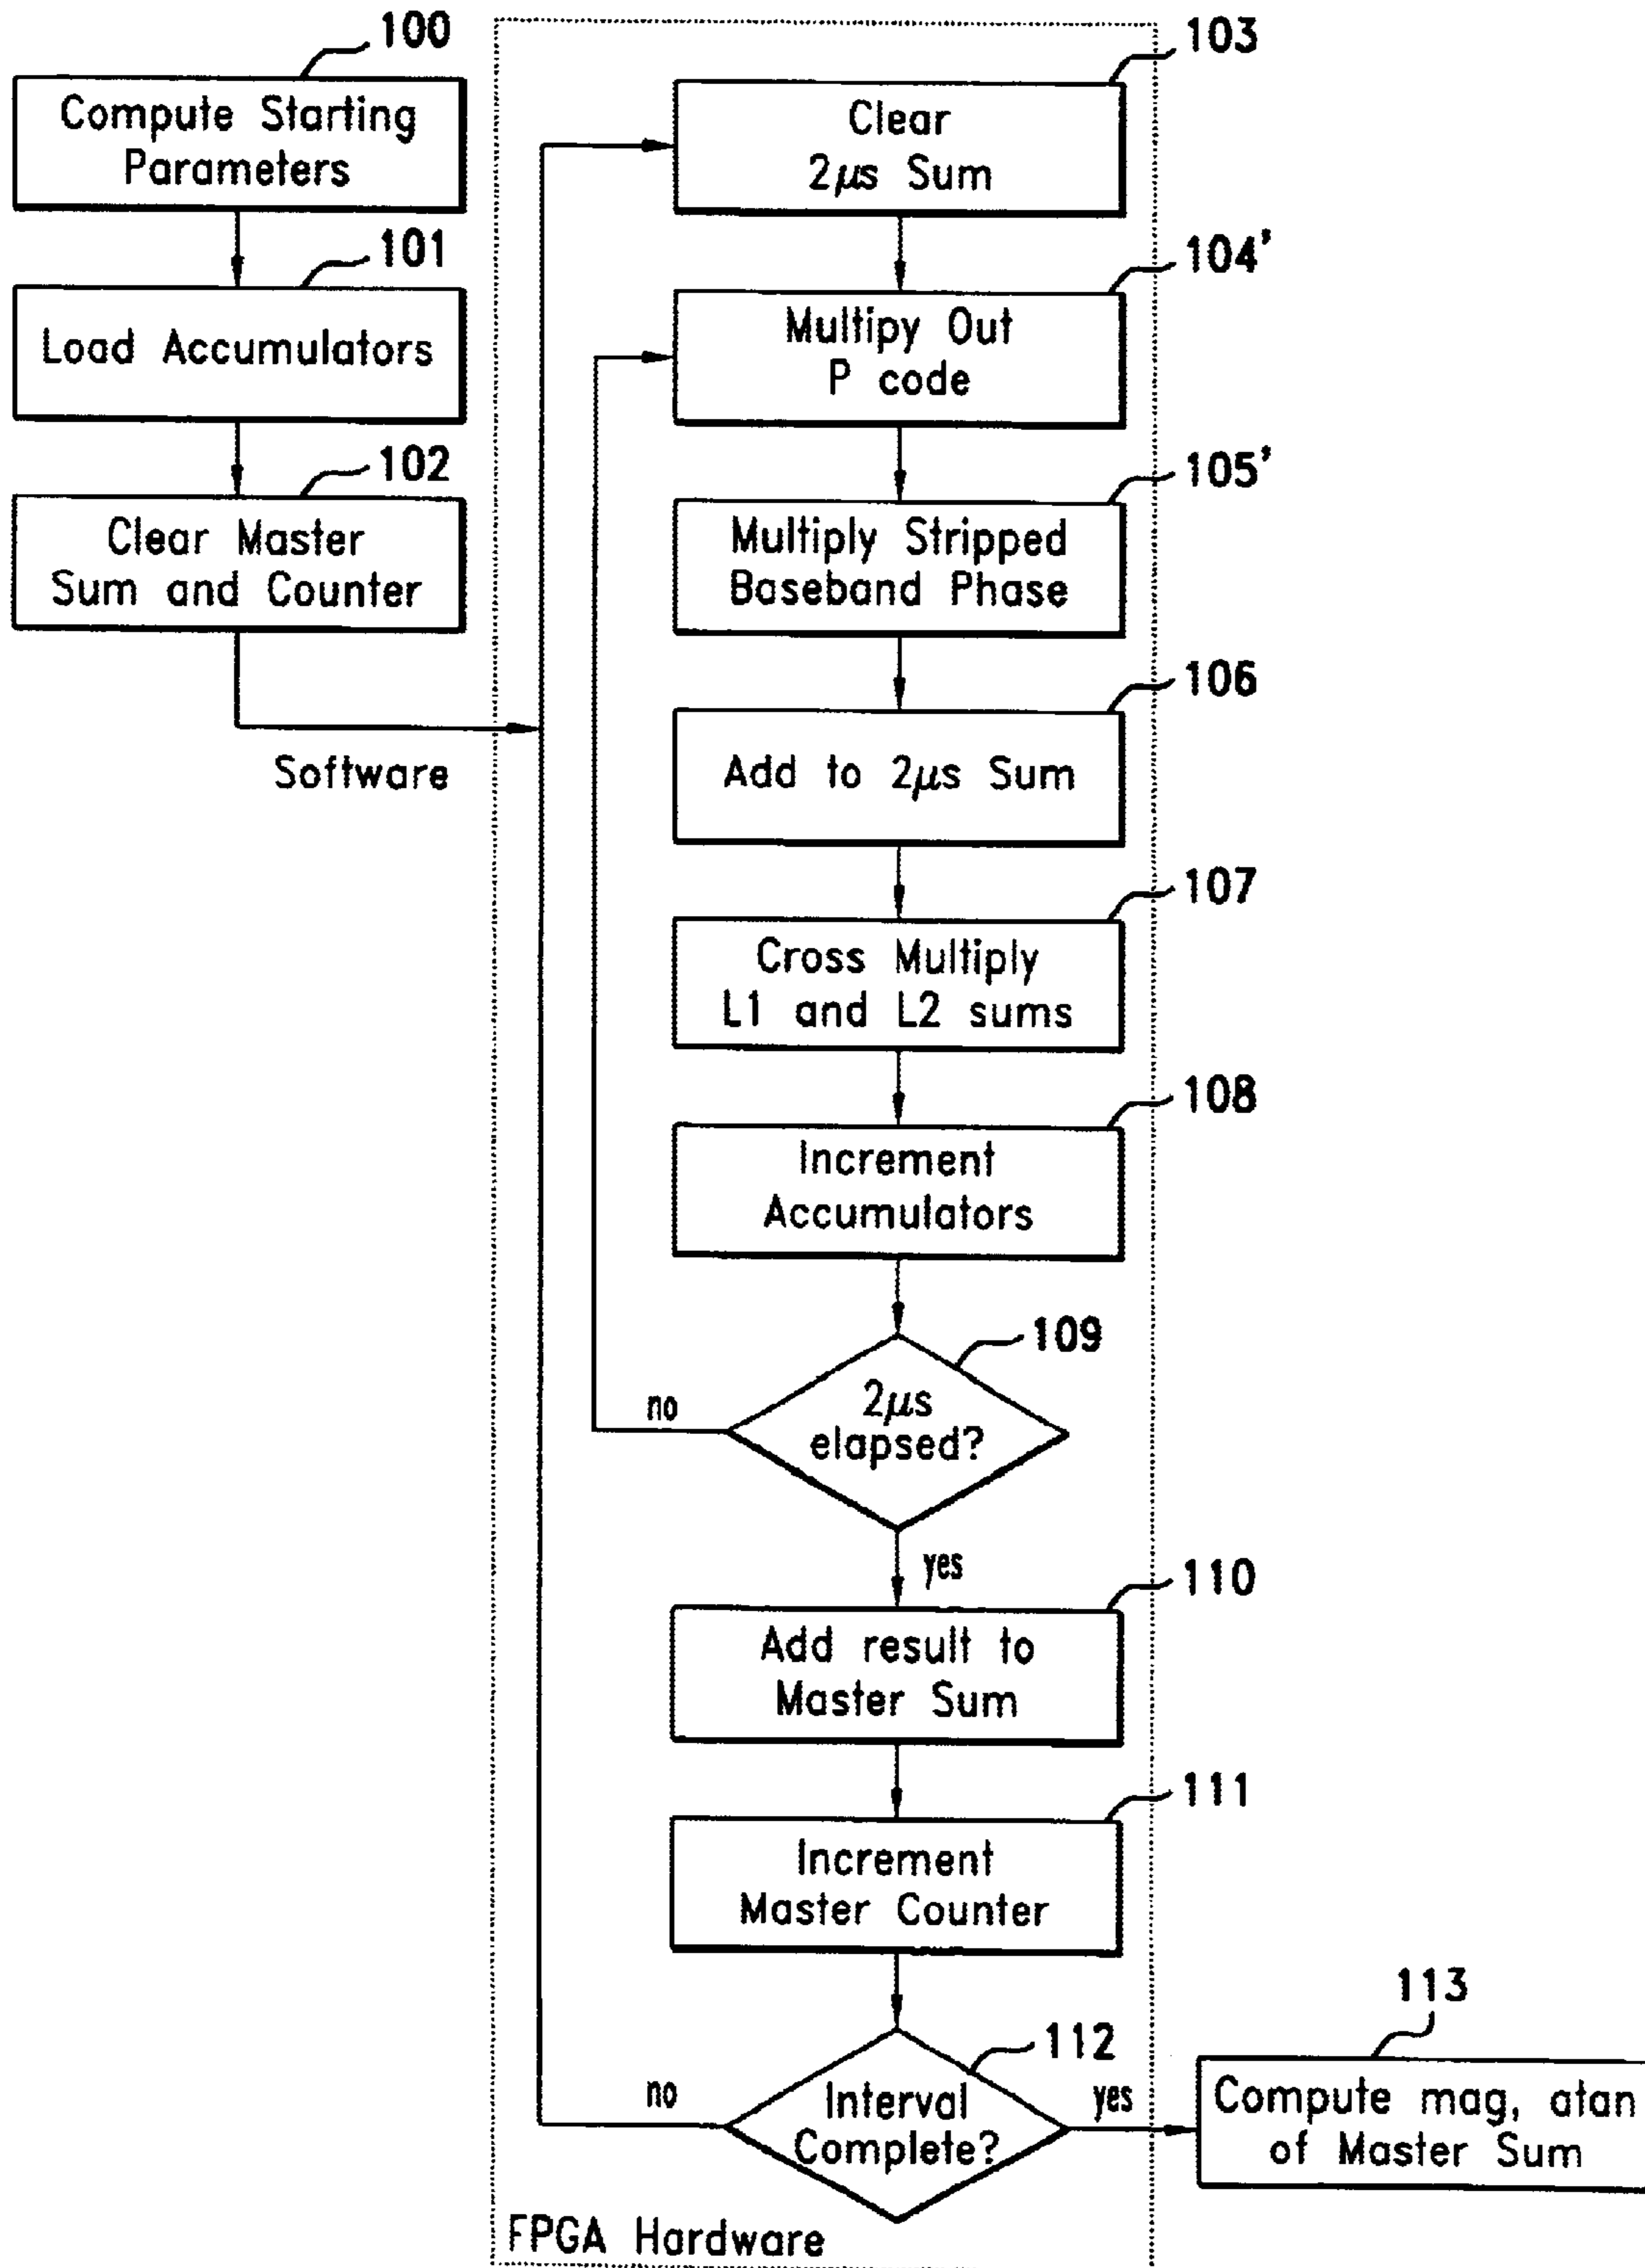 100
Compute Starting
Parameters
101
Load Accumulators
102
Clear Master
Sum and Counter
Software
103
Clear
2μs Sum
104'
Multipy Out
P code
105'
Multiply Stripped
Baseband Phase
106
Add to 2μs Sum
107
Cross Multiply
L1 and L2 sums
108
Increment
Accumulators
109
2μs
elapsed?
no
yes
110
Add result to
Master Sum
111
Increment
Master Counter
112
Interval
Complete?
no
yes
113
Compute mag, atan
of Master Sum
FPGA Hardware